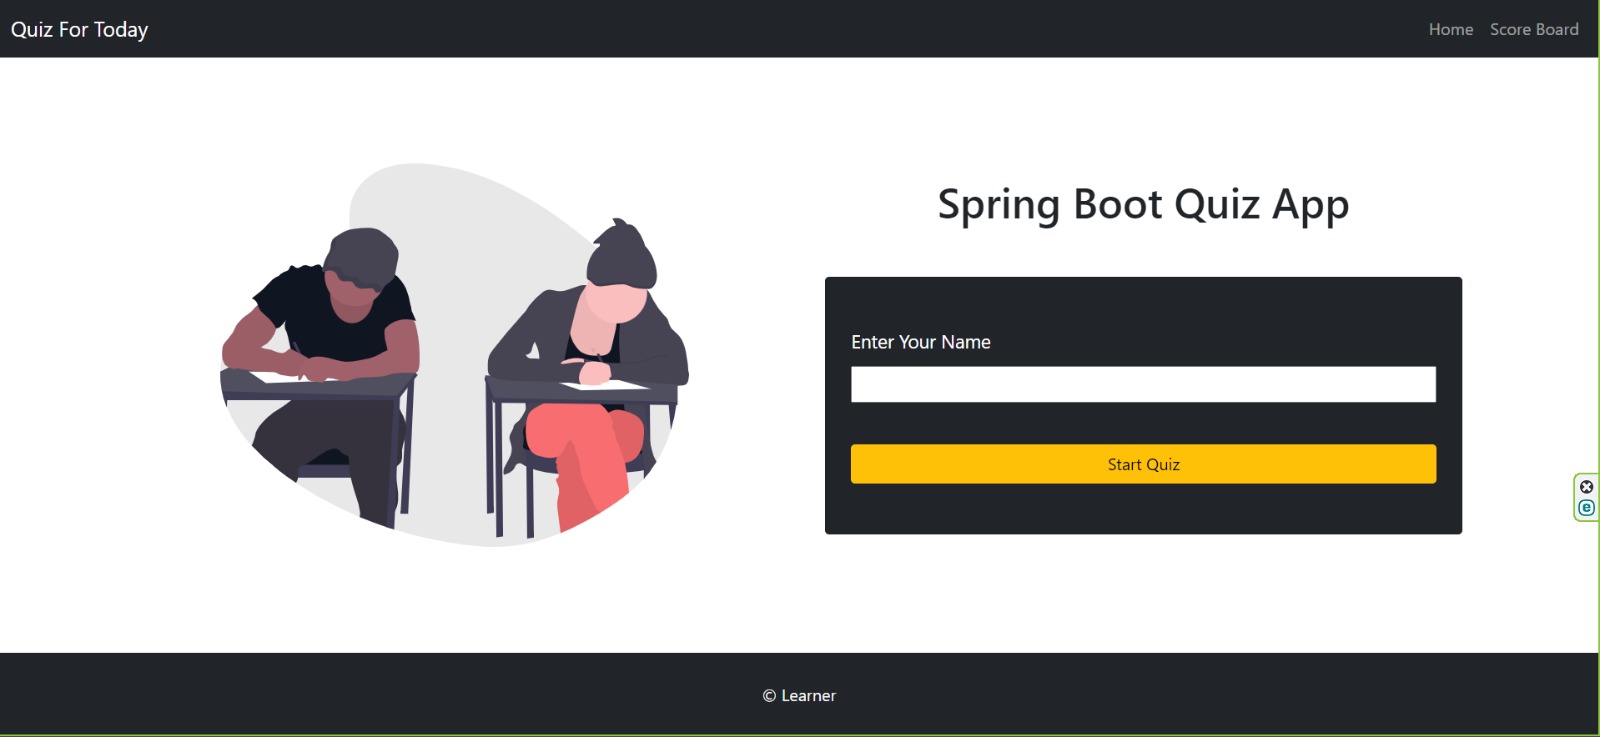 Quiz For Today
Home
Score Board
Spring Boot Quiz App
Enter Your Name
Start Quiz
e
© Learner